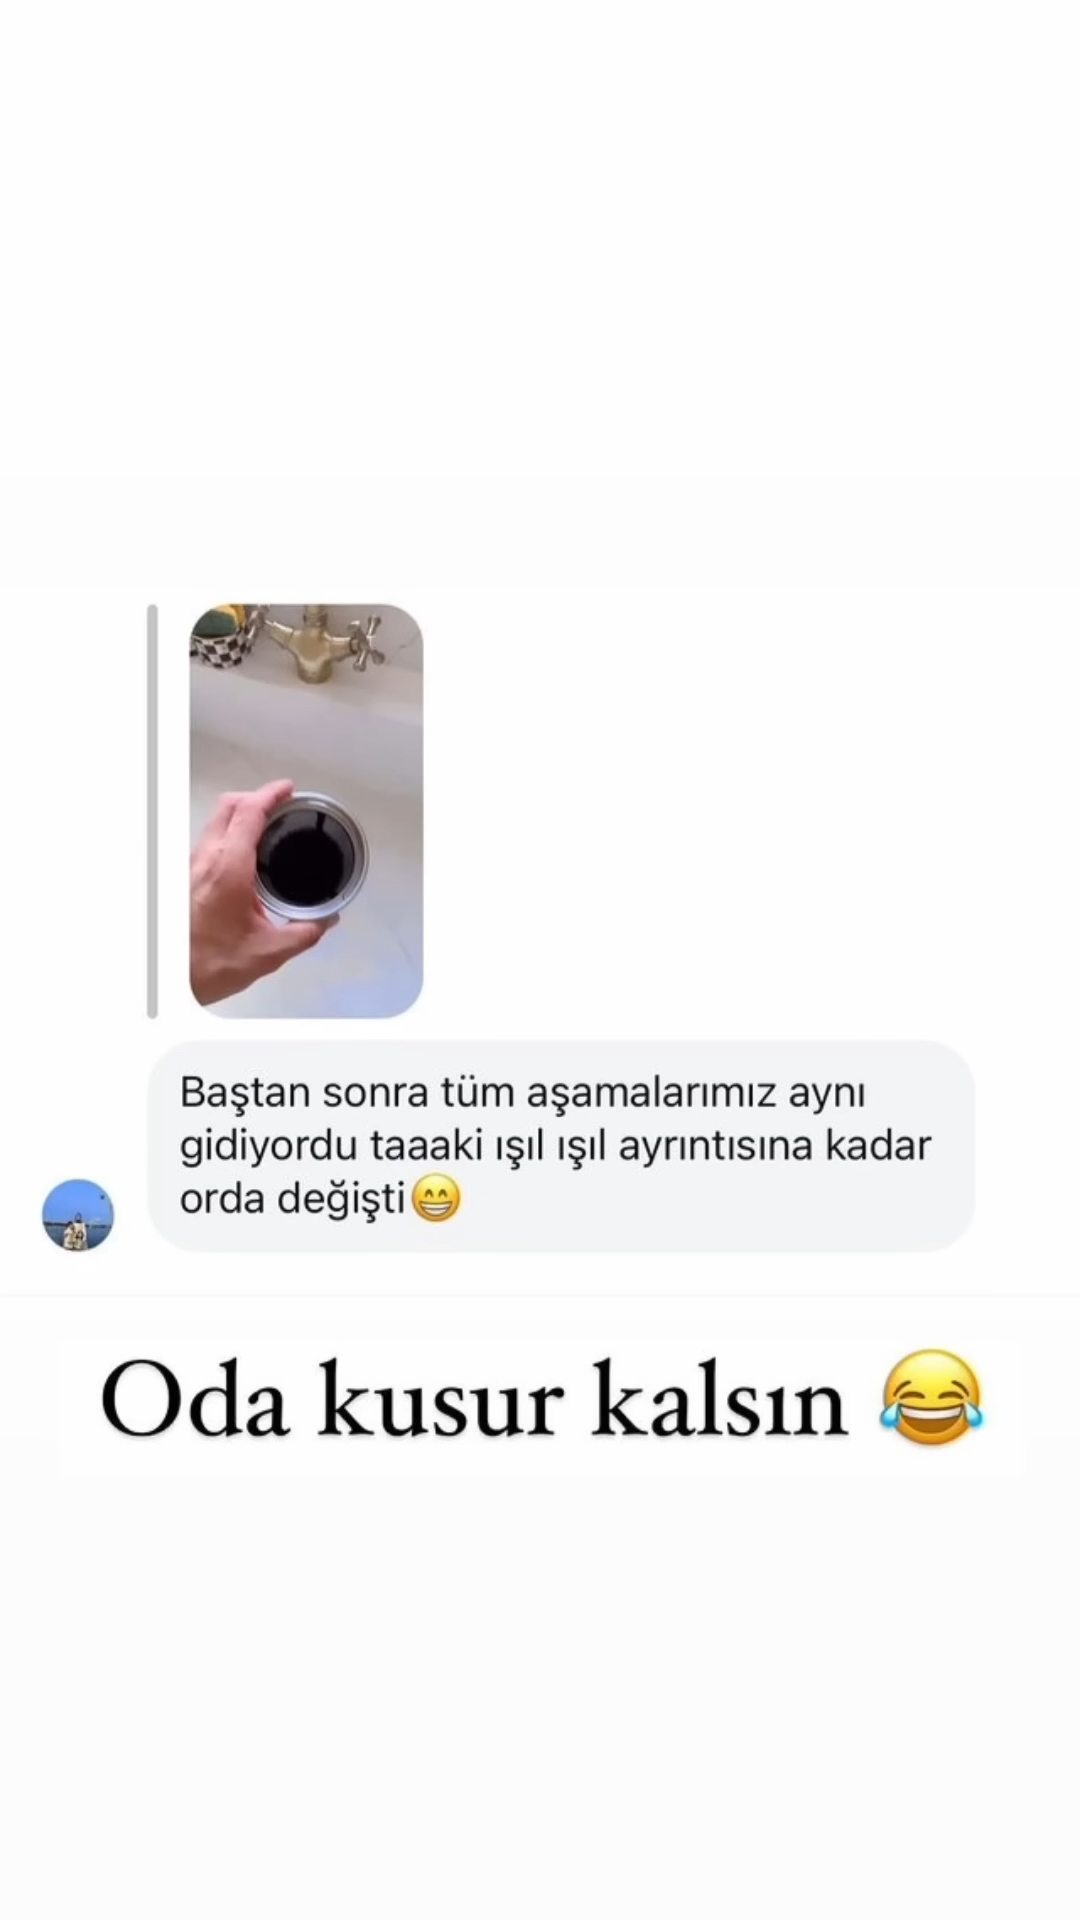 Baştan sonra tüm aşamalarımız aynı
gidiyordu taaaki ışıl ışıl ayrıntısına kadar
orda değişti😁
Oda kusur kalsın 😂